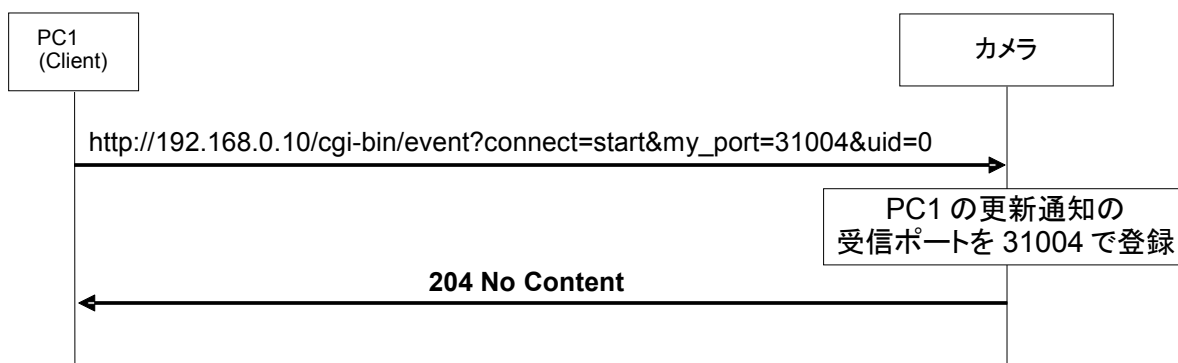 PC1
(Client)
カメラ
http://192.168.0.10/cgi-bin/event?connect=start&my_port=31004&uid=0
PC1 の更新通知の
受信ポートを 31004 で登録
204 No Content